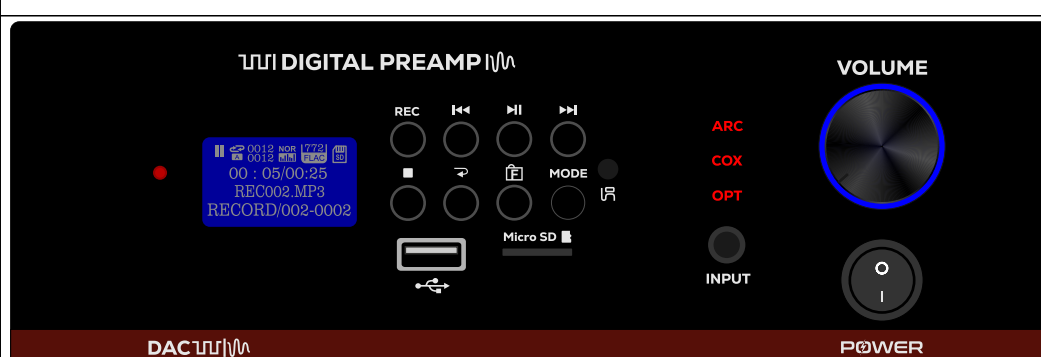 DIGITAL PREAMP
VOLUME
REC
0012 NOR [772]
A 0012 FLAC SD
00 : 05/00:25
REC002.MP3
RECORD/002-0002
F
MODE
Micro SD
ARC
COX
OPT
INPUT
O
I
DAC
POWER